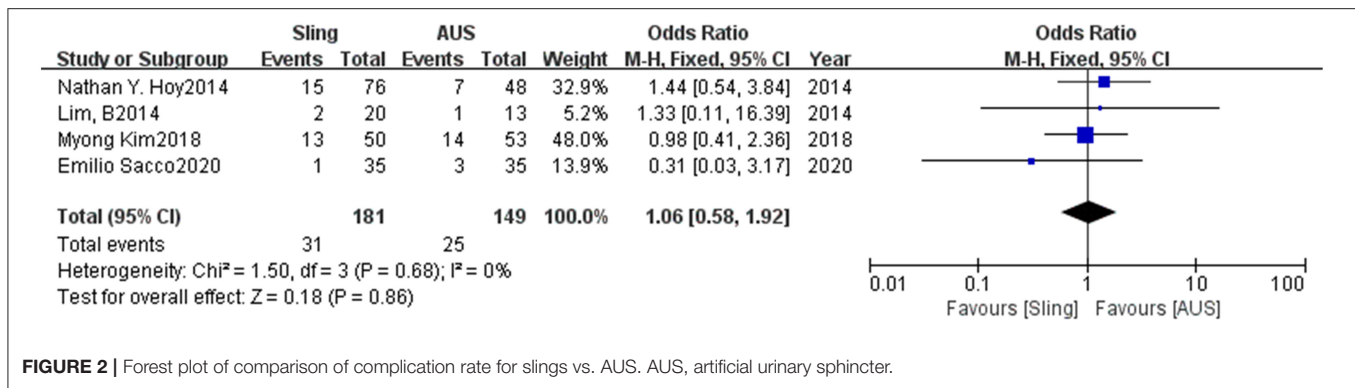 Sling AUS Odds Ratio Odds Ratio
Study or Subgroup Events Total Events Total Weight M-H, Fixed, 95% CI Year M-H, Fixed, 95% CI
Nathan Y. Hoy2014 15 76 7 48 32.9% 1.44 [0.54, 3.84] 2014
Lim, B2014 2 20 1 13 5.2% 1.33 [0.11, 16.39] 2014
Myong Kim2018 13 50 14 53 48.0% 0.98 [0.41, 2.36] 2018
Emilio Sacco2020 1 35 3 35 13.9% 0.31 [0.03, 3.17] 2020
Total (95% CI) 181 149 100.0% 1.06 [0.58, 1.92]
Total events 31 25
Heterogeneity: Chi² = 1.50, df = 3 (P = 0.68); I² = 0%
Test for overall effect: Z = 0.18 (P = 0.86)
0.01 0.1 1 10 100
Favours [Sling] Favours [AUS]
FIGURE 2 | Forest plot of comparison of complication rate for slings vs. AUS. AUS, artificial urinary sphincter.